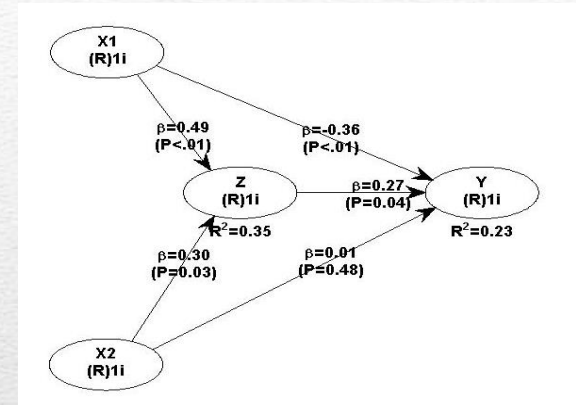 X1
(R)1i
β=0.49
(P<.01)
β=-0.36
(P<.01)
Z
(R)1i
R²=0.35
β=0.27
(P=0.04)
Y
(R)1i
R²=0.23
β=0.30
(P=0.03)
β=0.01
(P=0.48)
X2
(R)1i